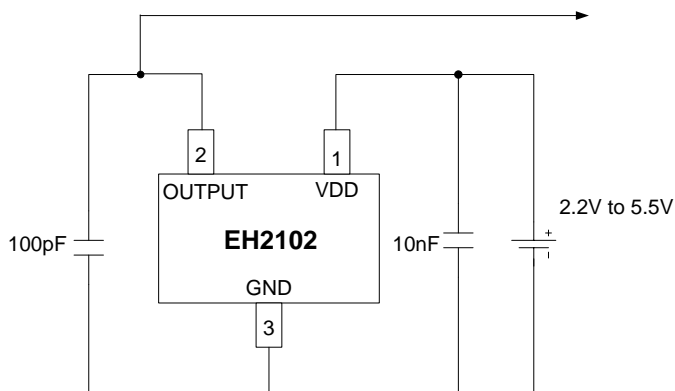 2
1
OUTPUT
VDD
2.2V to 5.5V
+
-
100pF
EH2102
10nF
GND
3